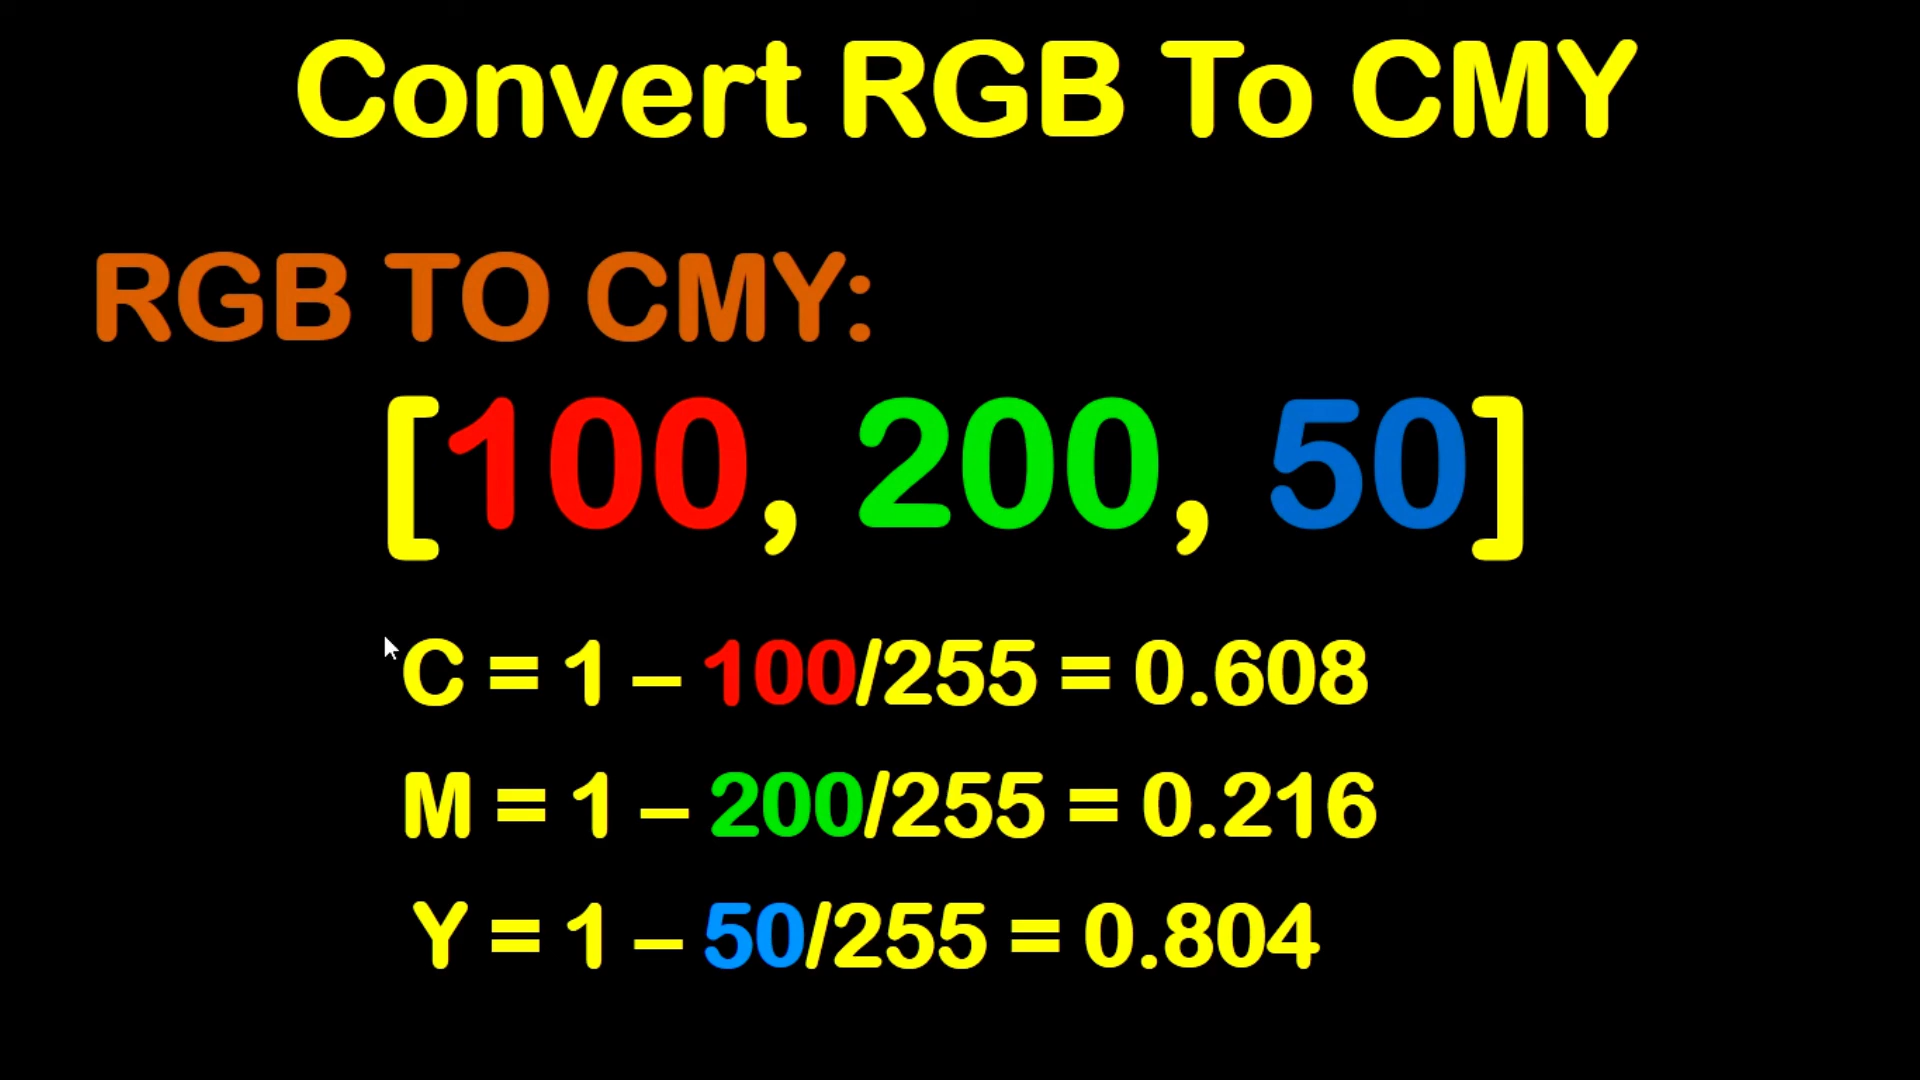 Convert RGB To CMY
RGB TO CMY:
[100, 200, 50]
C = 1 – 100/255 = 0.608
M = 1 – 200/255 = 0.216
Y = 1 – 50/255 = 0.804